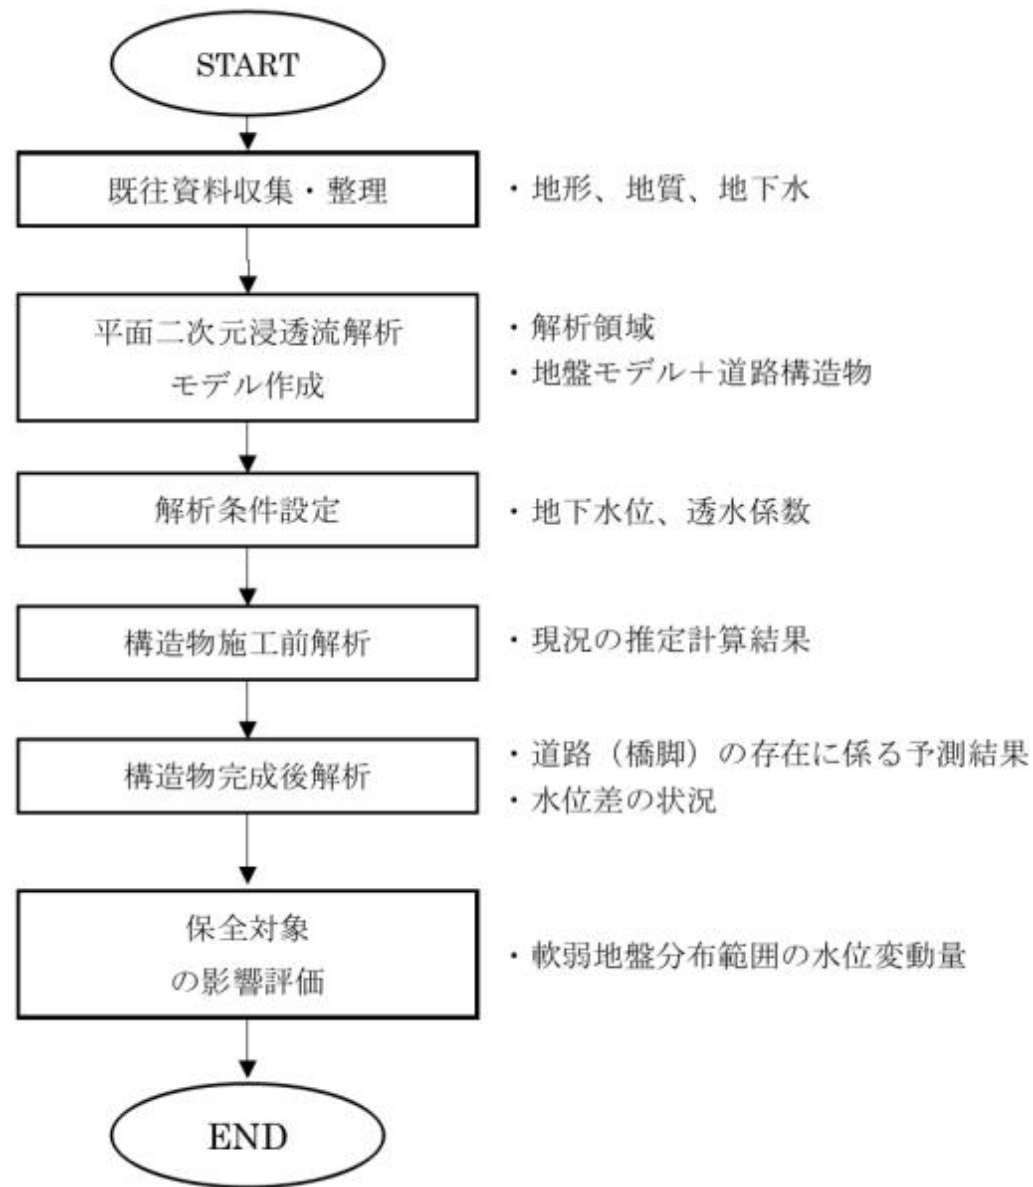 START
既往資料収集・整理
・地形、地質、地下水
平面二次元浸透流解析
モデル作成
・解析領域
・地盤モデル＋道路構造物
解析条件設定
・地下水位、透水係数
構造物施工前解析
・現況の推定計算結果
構造物完成後解析
・道路（橋脚）の存在に係る予測結果
・水位差の状況
保全対象
の影響評価
・軟弱地盤分布範囲の水位変動量
END